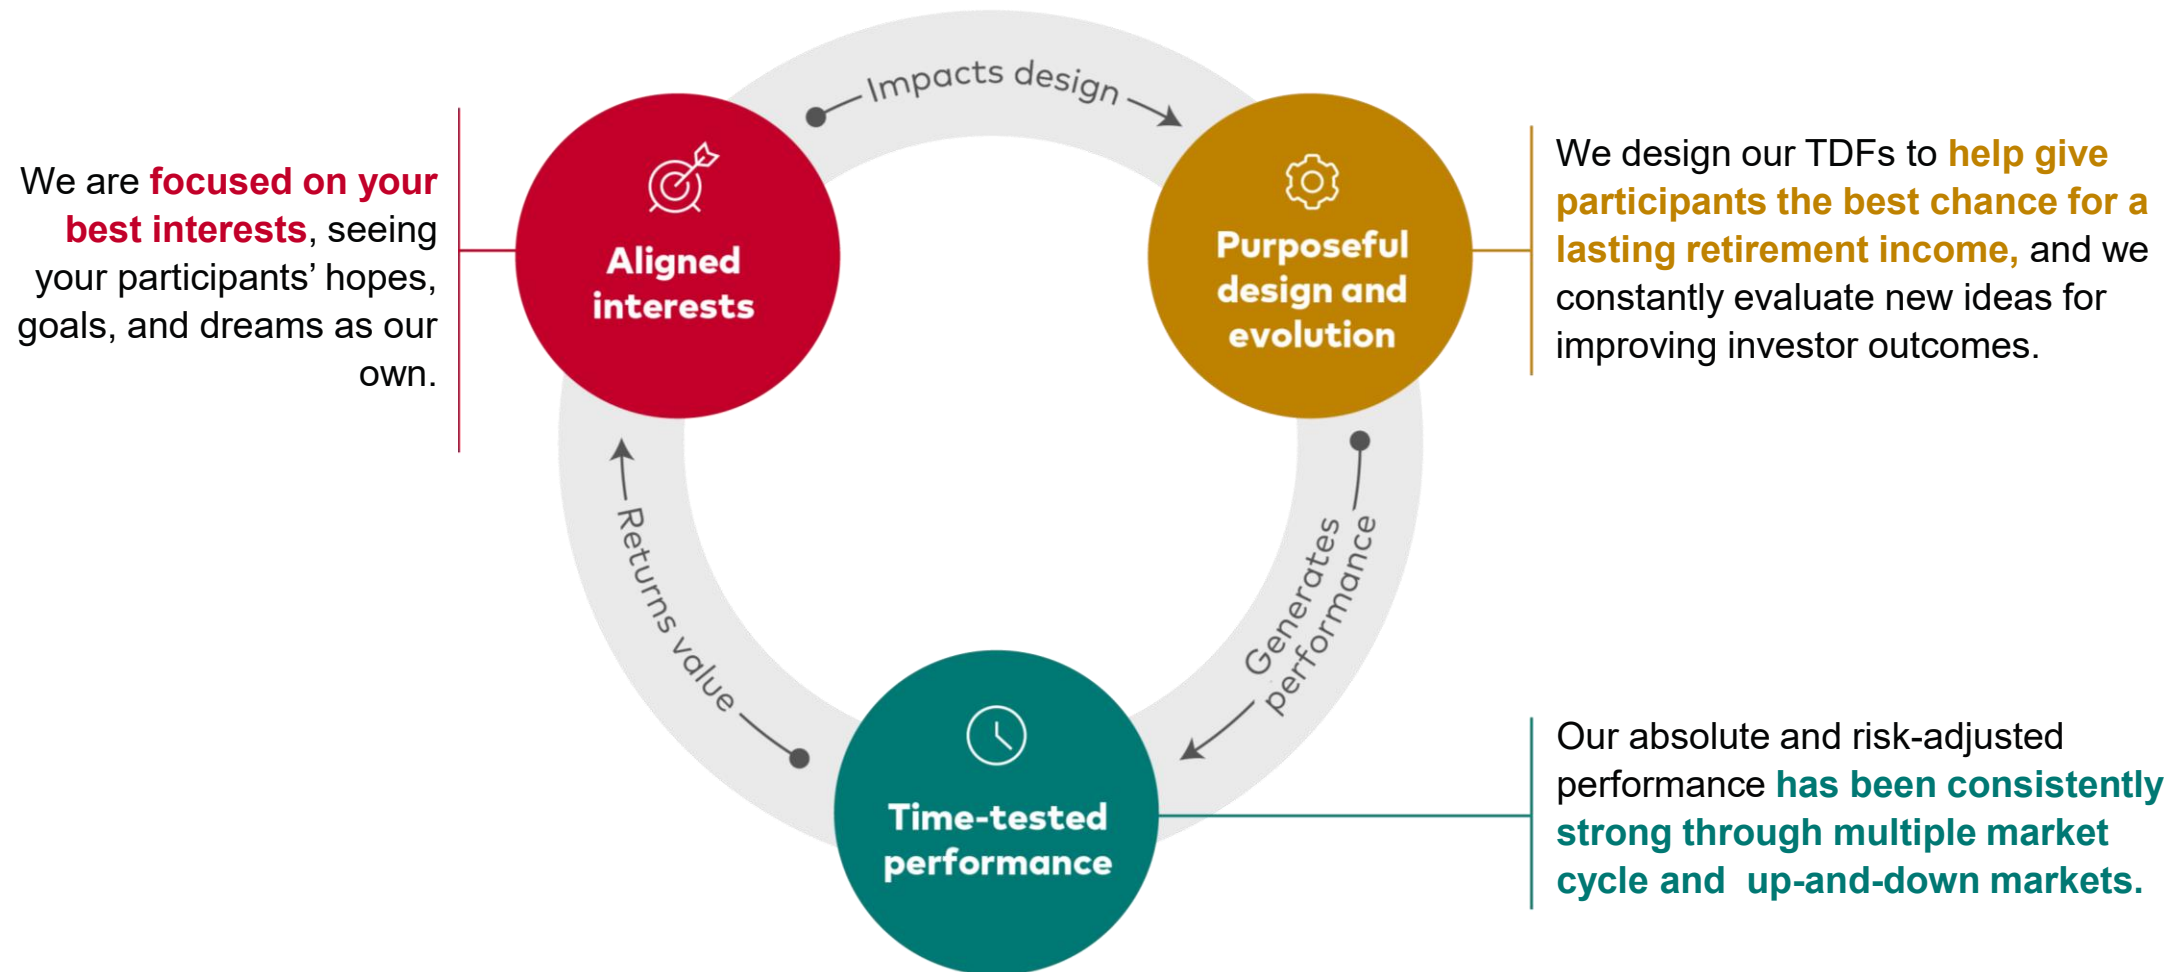 Impacts design
We are focused on your
best interests, seeing
your participants’ hopes,
goals, and dreams as our
own.
Aligned
interests
Purposeful
design and
evolution
We design our TDFs to help give
participants the best chance for a
lasting retirement income, and we
constantly evaluate new ideas for
improving investor outcomes.
Returns value
Generates
performance
Time-tested
performance
Our absolute and risk-adjusted
performance has been consistently
strong through multiple market
cycle and  up-and-down markets.